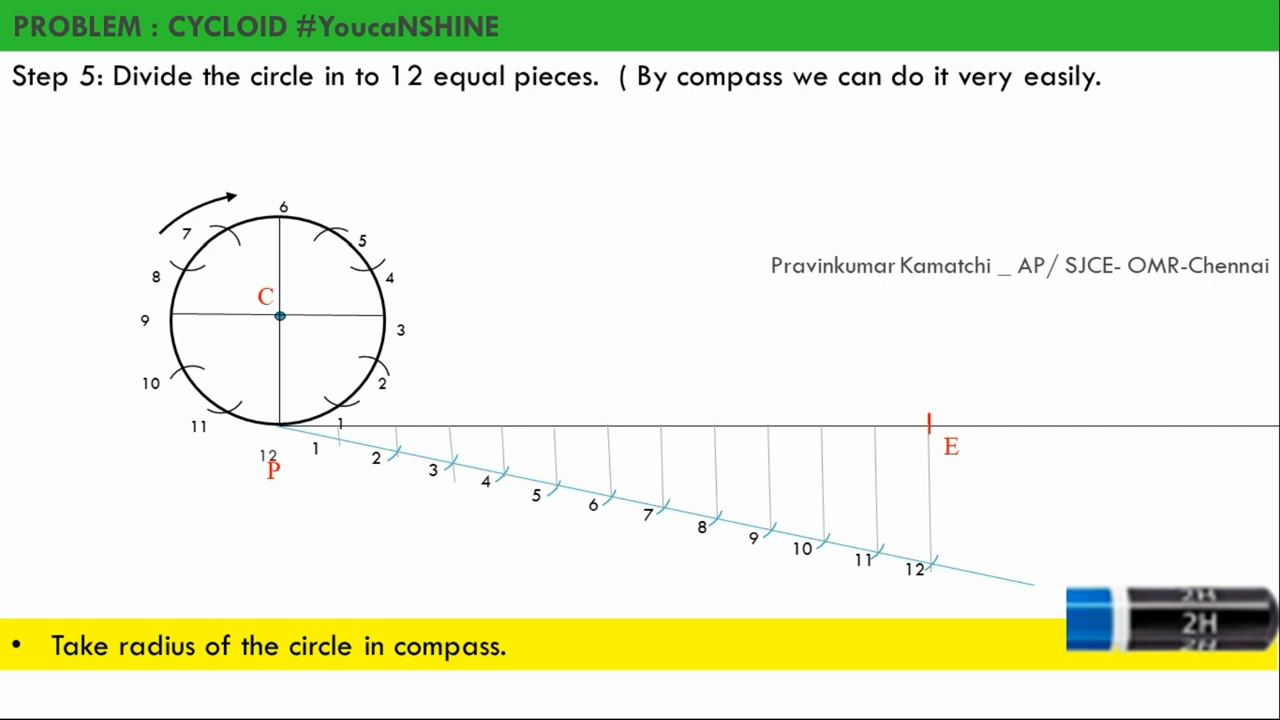 PROBLEM : CYCLOID #YoucaNSHINE
Step 5: Divide the circle in to 12 equal pieces.  ( By compass we can do it very easily.
6
7
5
8
4
Pravinkumar Kamatchi _ AP/ SJCE- OMR-Chennai
C
9
3
10
2
11
1
E
12
P
1
2
3
4
5
6
7
8
9
10
11
12
2H
2H
2H
• Take radius of the circle in compass.